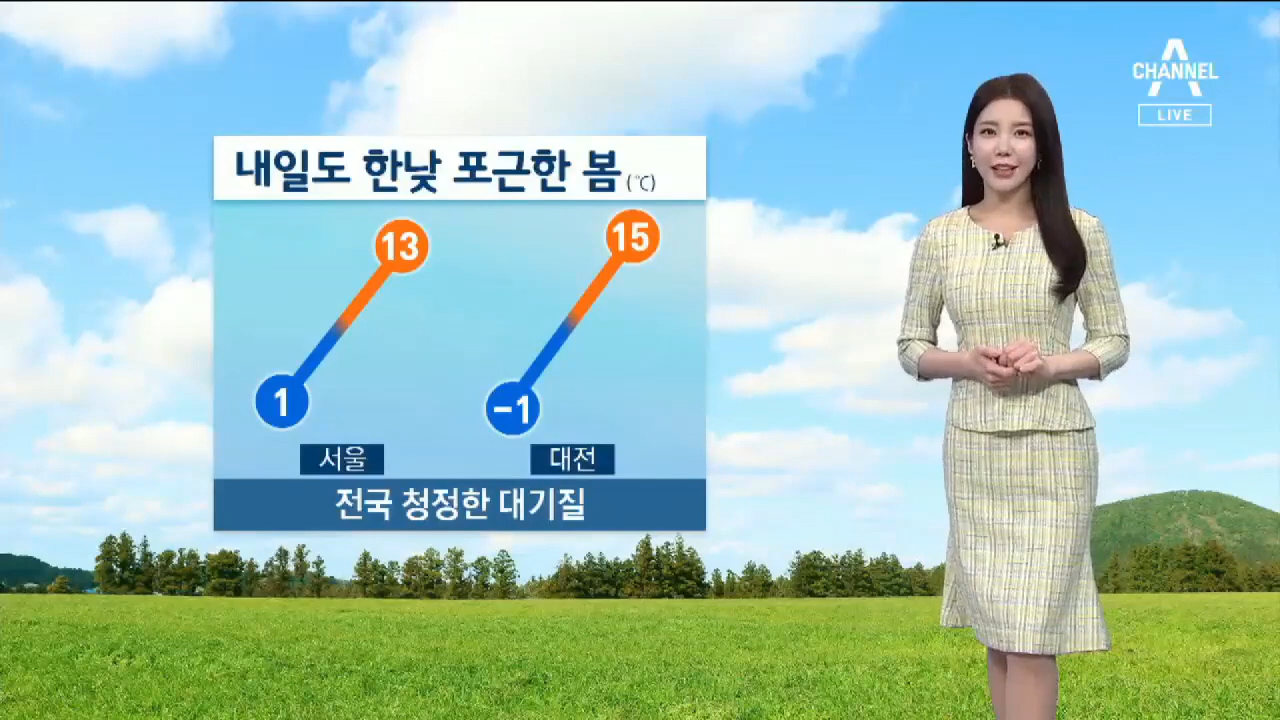 내일도 한낮 포근한 봄 (℃)
13
15
1
-1
서울
대전
전국 청정한 대기질
CHANNEL A
LIVE